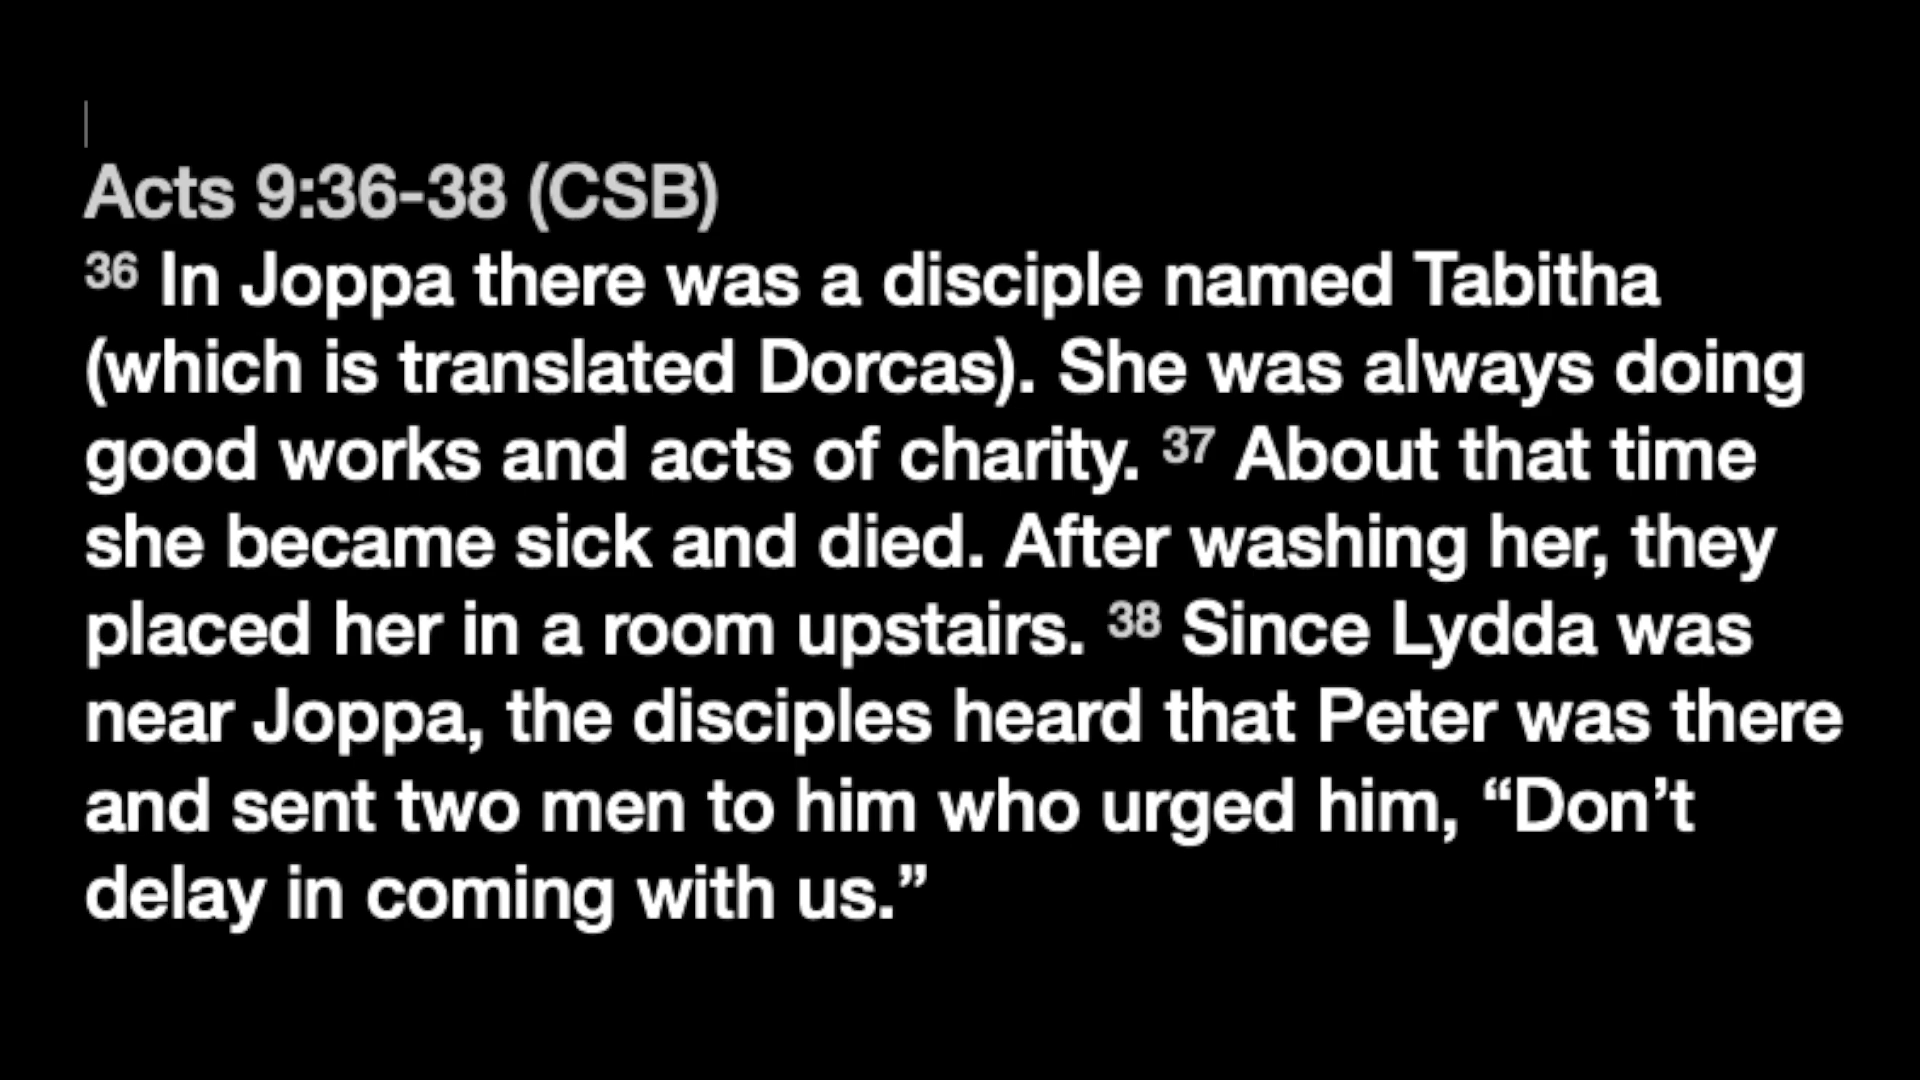 Acts 9:36-38 (CSB)
36 In Joppa there was a disciple named Tabitha
(which is translated Dorcas). She was always doing
good works and acts of charity. 37 About that time
she became sick and died. After washing her, they
placed her in a room upstairs. 38 Since Lydda was
near Joppa, the disciples heard that Peter was there
and sent two men to him who urged him, “Don’t
delay in coming with us.”